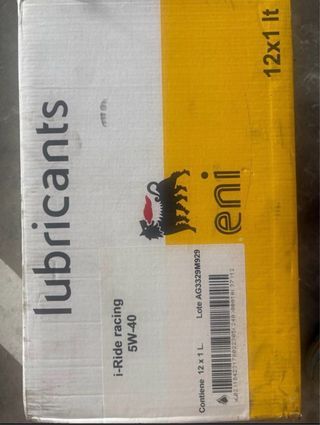 lubricants
12x1 lt
eni
i-Ride racing
5W-40
Contiene 12 x 1 L.
Lote AG3329M929